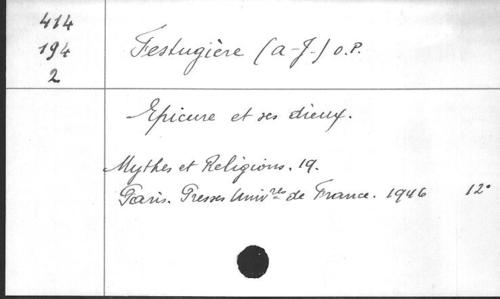 414
194
2
Festugière (A-J.) O.P.
Epicure et ses dieux.
Mythes et Religions. 19.
Paris. Presses Univ^res de France. 1946 12°